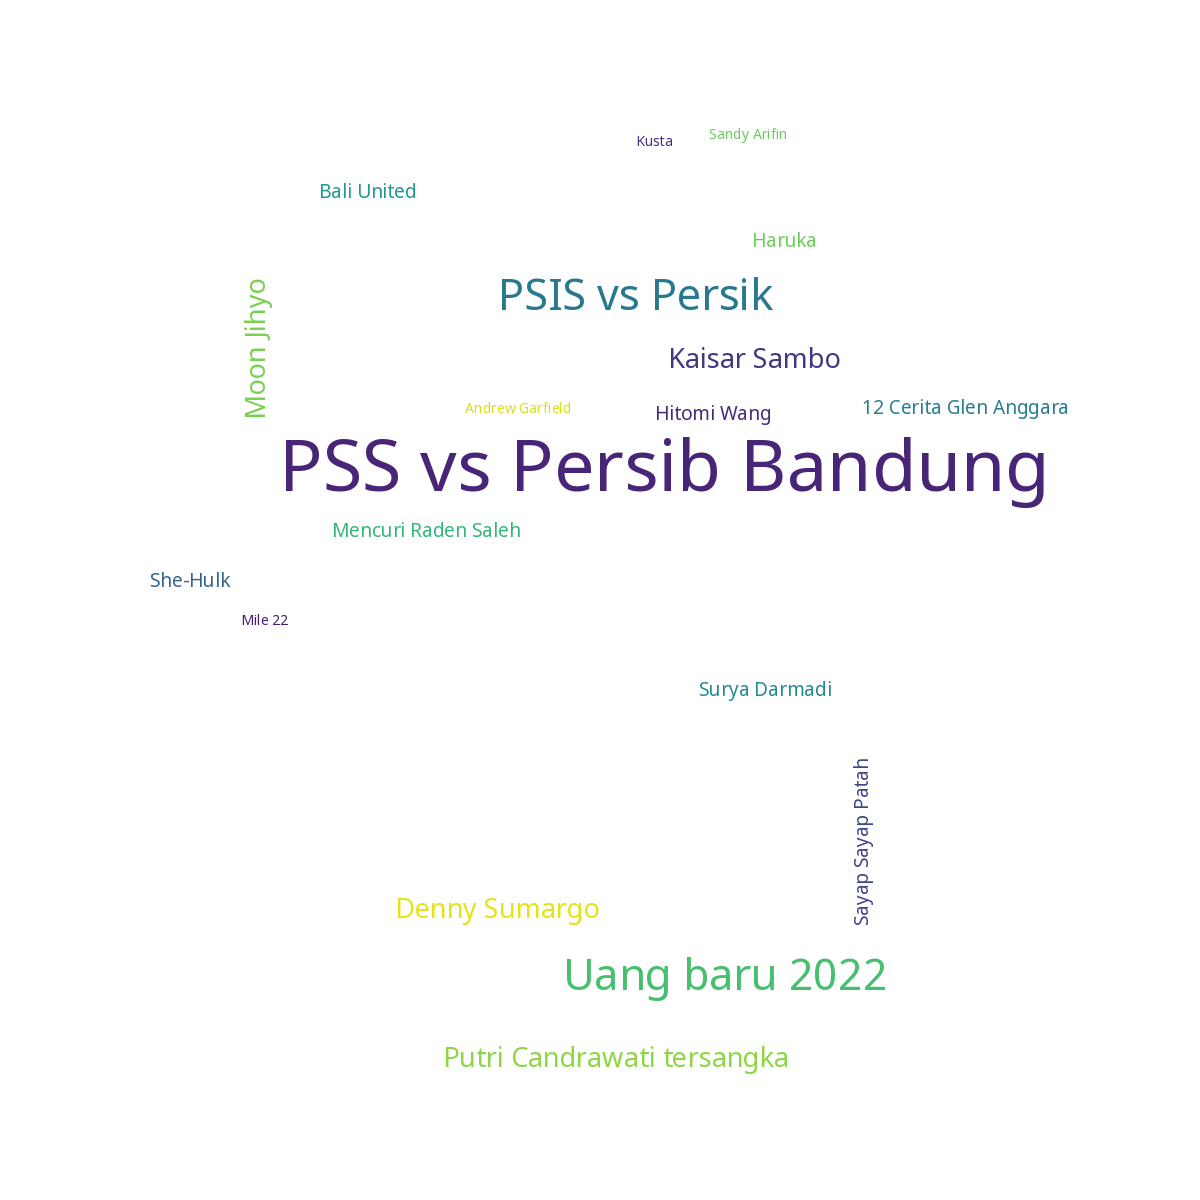 Kusta
Sandy Arifin
Bali United
Haruka
PSIS vs Persik
Moon Jihyo
Kaisar Sambo
Andrew Garfield
Hitomi Wang
12 Cerita Glen Anggara
PSS vs Persib Bandung
Mencuri Raden Saleh
She-Hulk
Mile 22
Surya Darmadi
Sayap Sayap Patah
Denny Sumargo
Uang baru 2022
Putri Candrawati tersangka